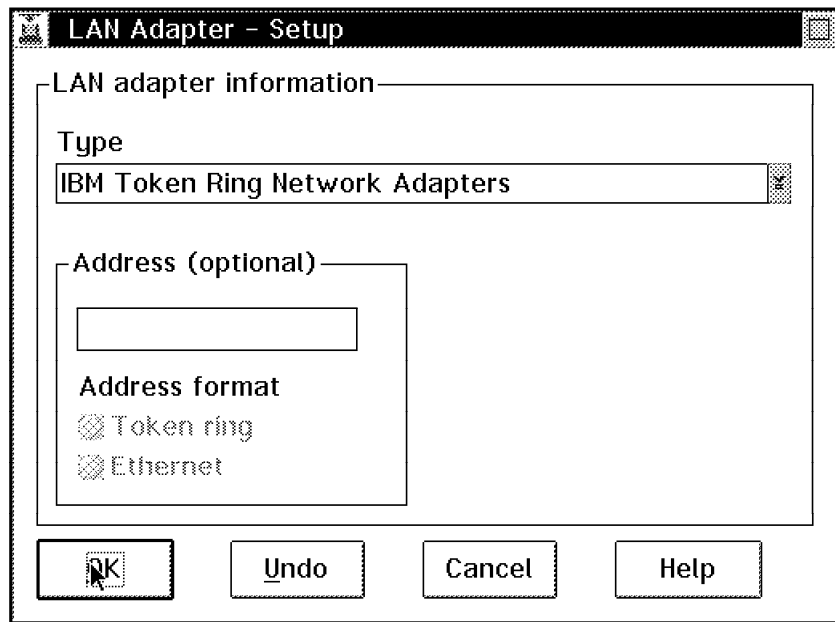 LAN Adapter – Setup
LAN adapter information
Type
IBM Token Ring Network Adapters
Address (optional)
Address format
Token ring
Ethernet
OK Undo Cancel Help